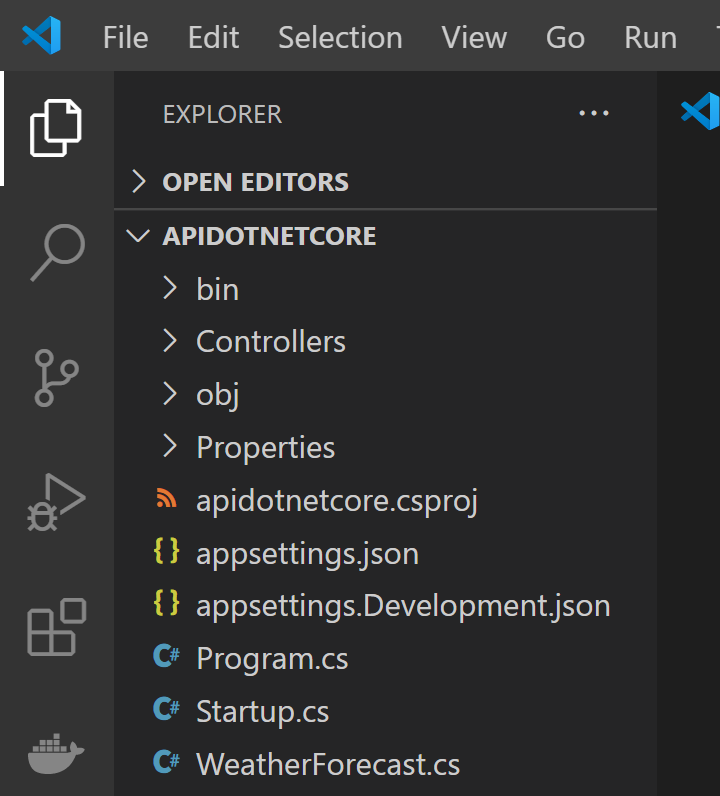 File Edit Selection View Go Run
EXPLORER ···
OPEN EDITORS
APIDOTNETCORE
bin
Controllers
obj
Properties
apidotnetcore.csproj
{} appsettings.json
{} appsettings.Development.json
C# Program.cs
C# Startup.cs
C# WeatherForecast.cs